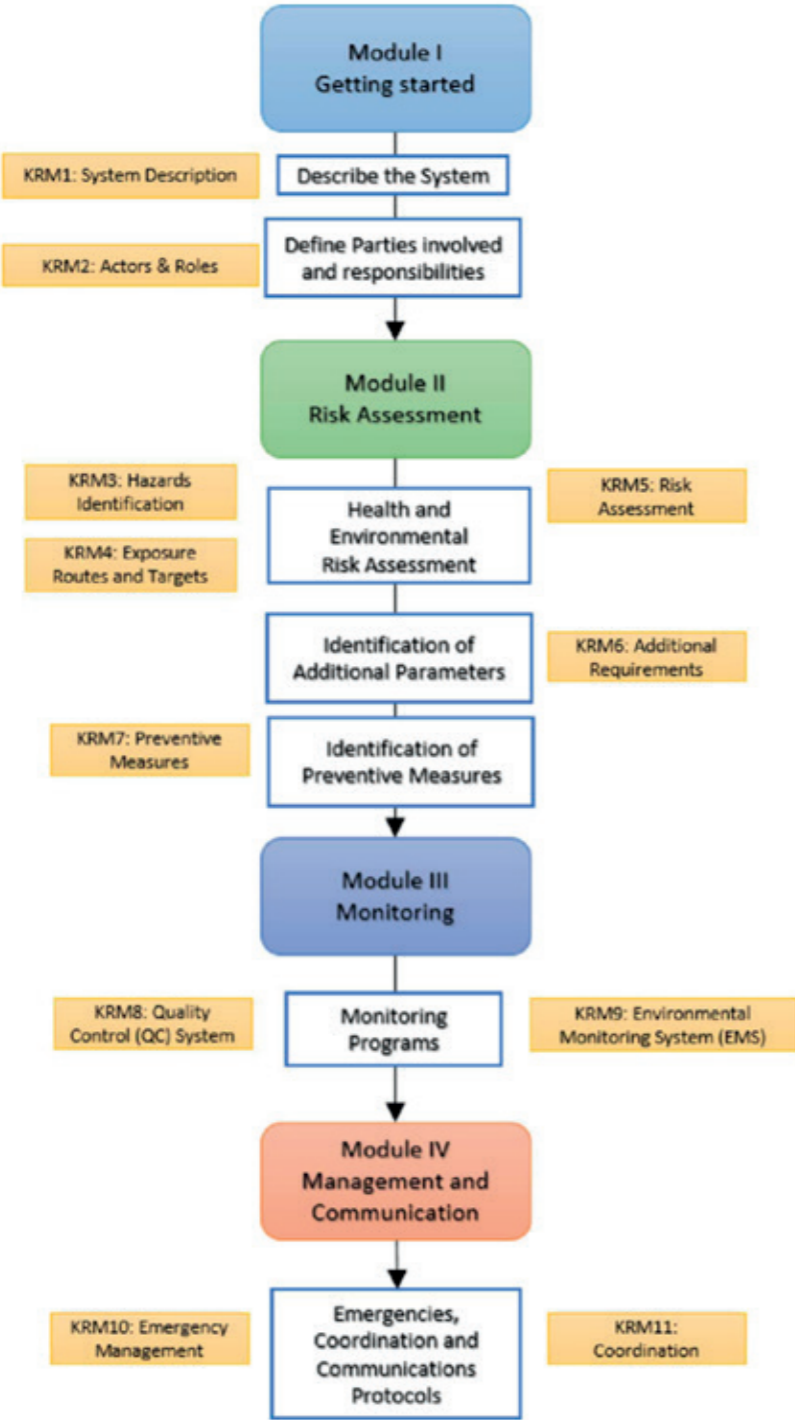 Module I
Getting started
KRM1: System Description
Describe the System
Define Parties involved
and responsibilities
KRM2: Actors & Roles
Module II
Risk Assessment
KRM3: Hazards
Identification
KRM4: Exposure
Routes and Targets
Health and
Environmental
Risk Assessment
KRM5: Risk
Assessment
Identification of
Additional Parameters
KRM6: Additional
Requirements
KRM7: Preventive
Measures
Identification of
Preventive Measures
Module III
Monitoring
KRM8: Quality
Control (QC) System
Monitoring
Programs
KRM9: Environmental
Monitoring System (EMS)
Module IV
Management and
Communication
KRM10: Emergency
Management
Emergencies,
Coordination and
Communications
Protocols
KRM11:
Coordination